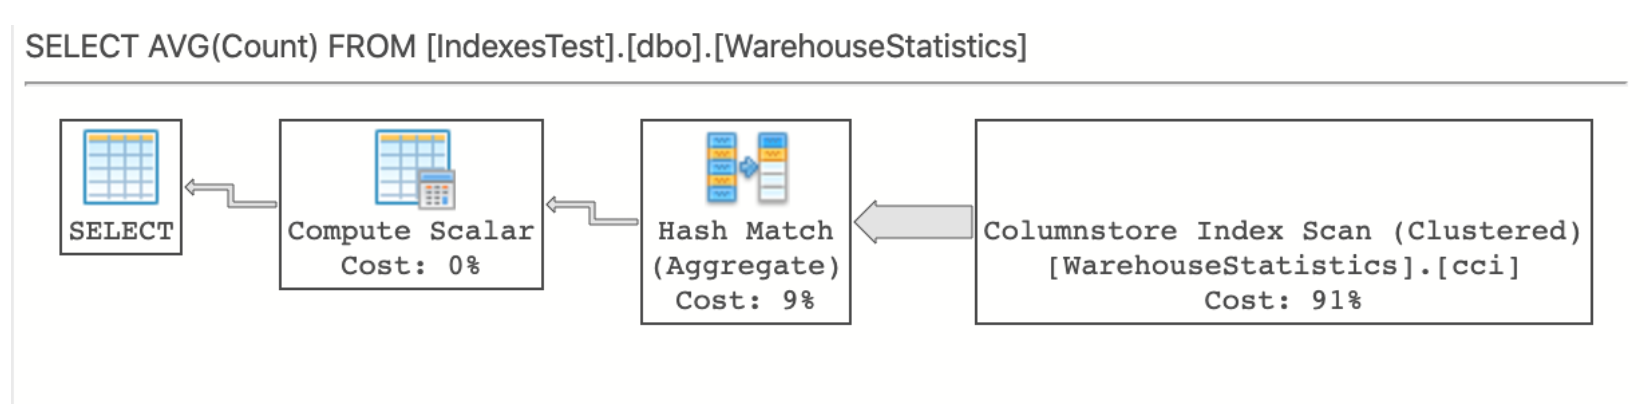 SELECT AVG(Count) FROM [IndexesTest].[dbo].[WarehouseStatistics]
SELECT
Compute Scalar
Cost: 0%
Hash Match
(Aggregate)
Cost: 9%
Columnstore Index Scan (Clustered)
[WarehouseStatistics].[cci]
Cost: 91%